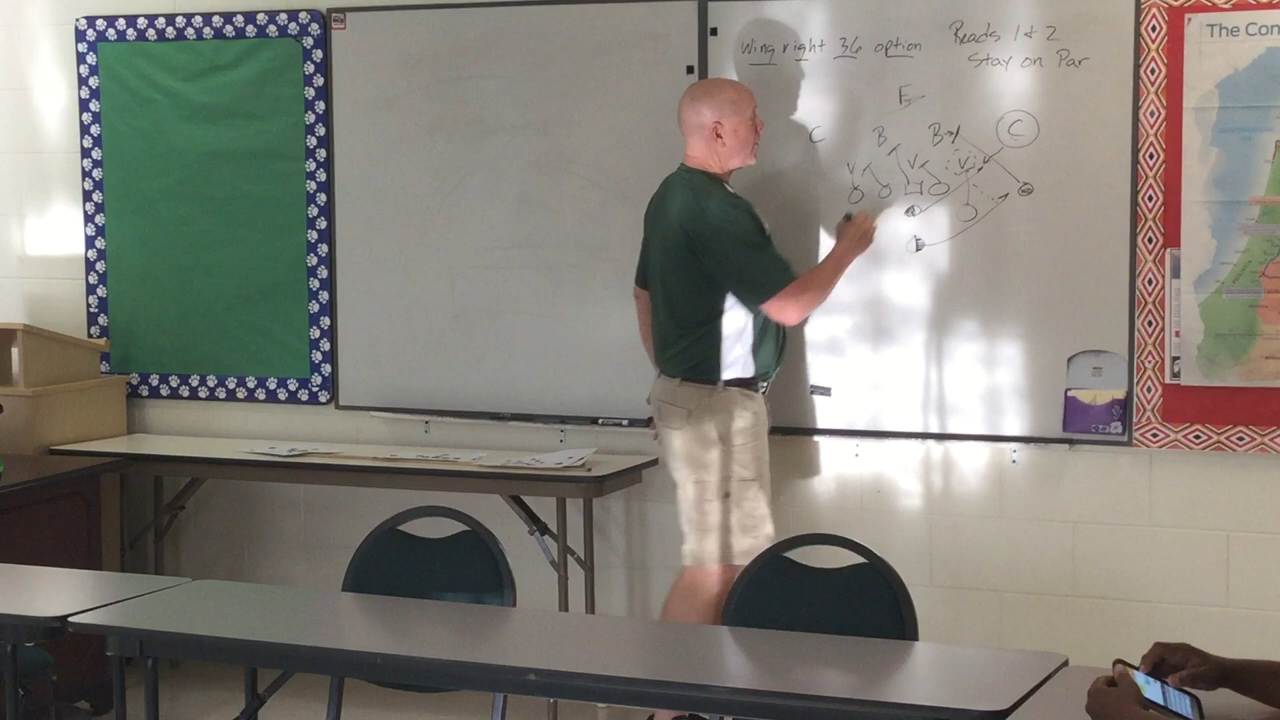 Wing right 36 option
Reads 1 & 2
Stay on Par
The Con
F
C B B C
V V V